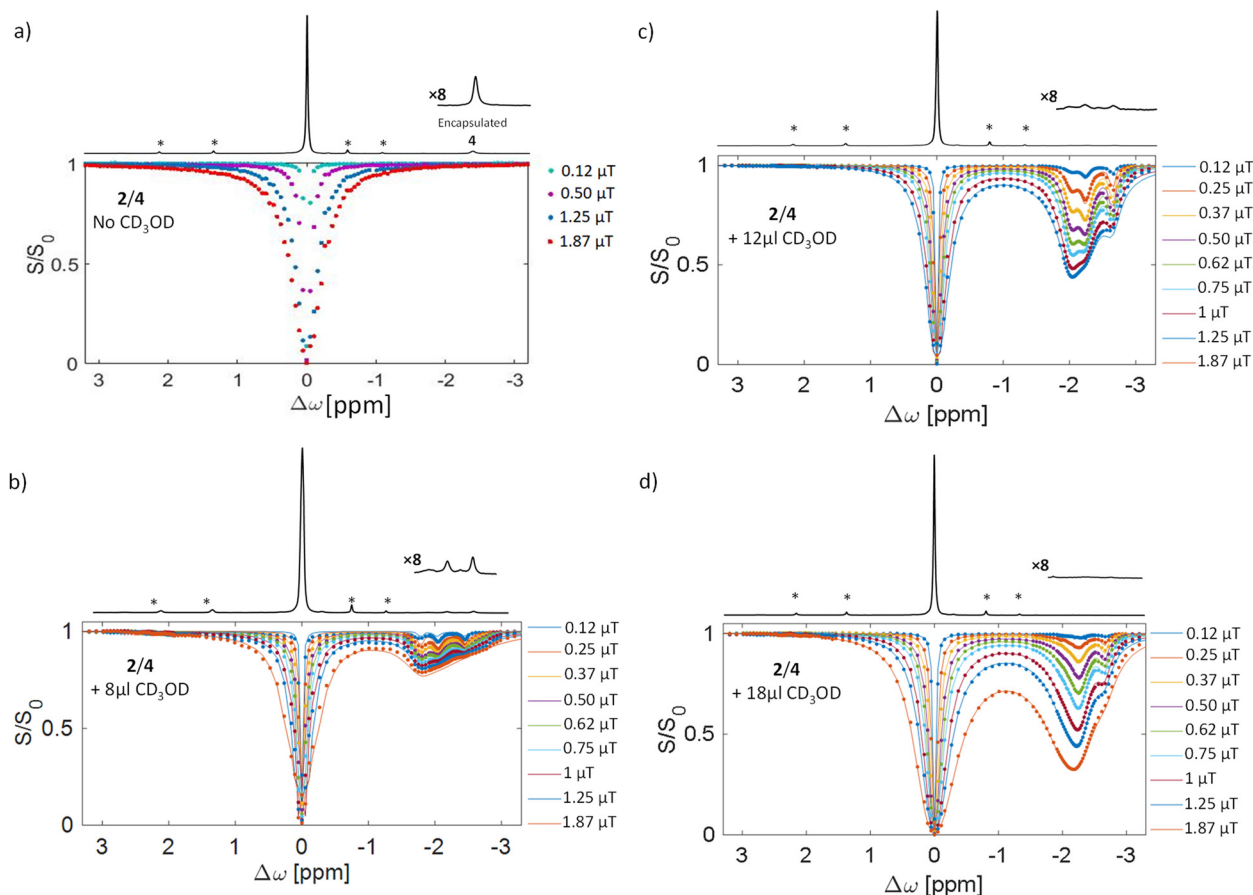 a)
×8
Encapsulated
4
* * * *
1
0.5
0
S/S₀
2/4
No CD₃OD
0.12 μT
0.50 μT
1.25 μT
1.87 μT
3 2 1 0 -1 -2 -3
Δω [ppm]
b)
×8
* * * *
1
0.5
0
S/S₀
2/4
+ 8μl CD₃OD
0.12 μT
0.25 μT
0.37 μT
0.50 μT
0.62 μT
0.75 μT
1 μT
1.25 μT
1.87 μT
3 2 1 0 -1 -2 -3
Δω [ppm]
c)
×8
* * * *
1
0.5
0
S/S₀
2/4
+ 12μl CD₃OD
0.12 μT
0.25 μT
0.37 μT
0.50 μT
0.62 μT
0.75 μT
1 μT
1.25 μT
1.87 μT
3 2 1 0 -1 -2 -3
Δω [ppm]
d)
×8
* * * *
1
0.5
0
S/S₀
2/4
+ 18μl CD₃OD
0.12 μT
0.25 μT
0.37 μT
0.50 μT
0.62 μT
0.75 μT
1 μT
1.25 μT
1.87 μT
3 2 1 0 -1 -2 -3
Δω [ppm]